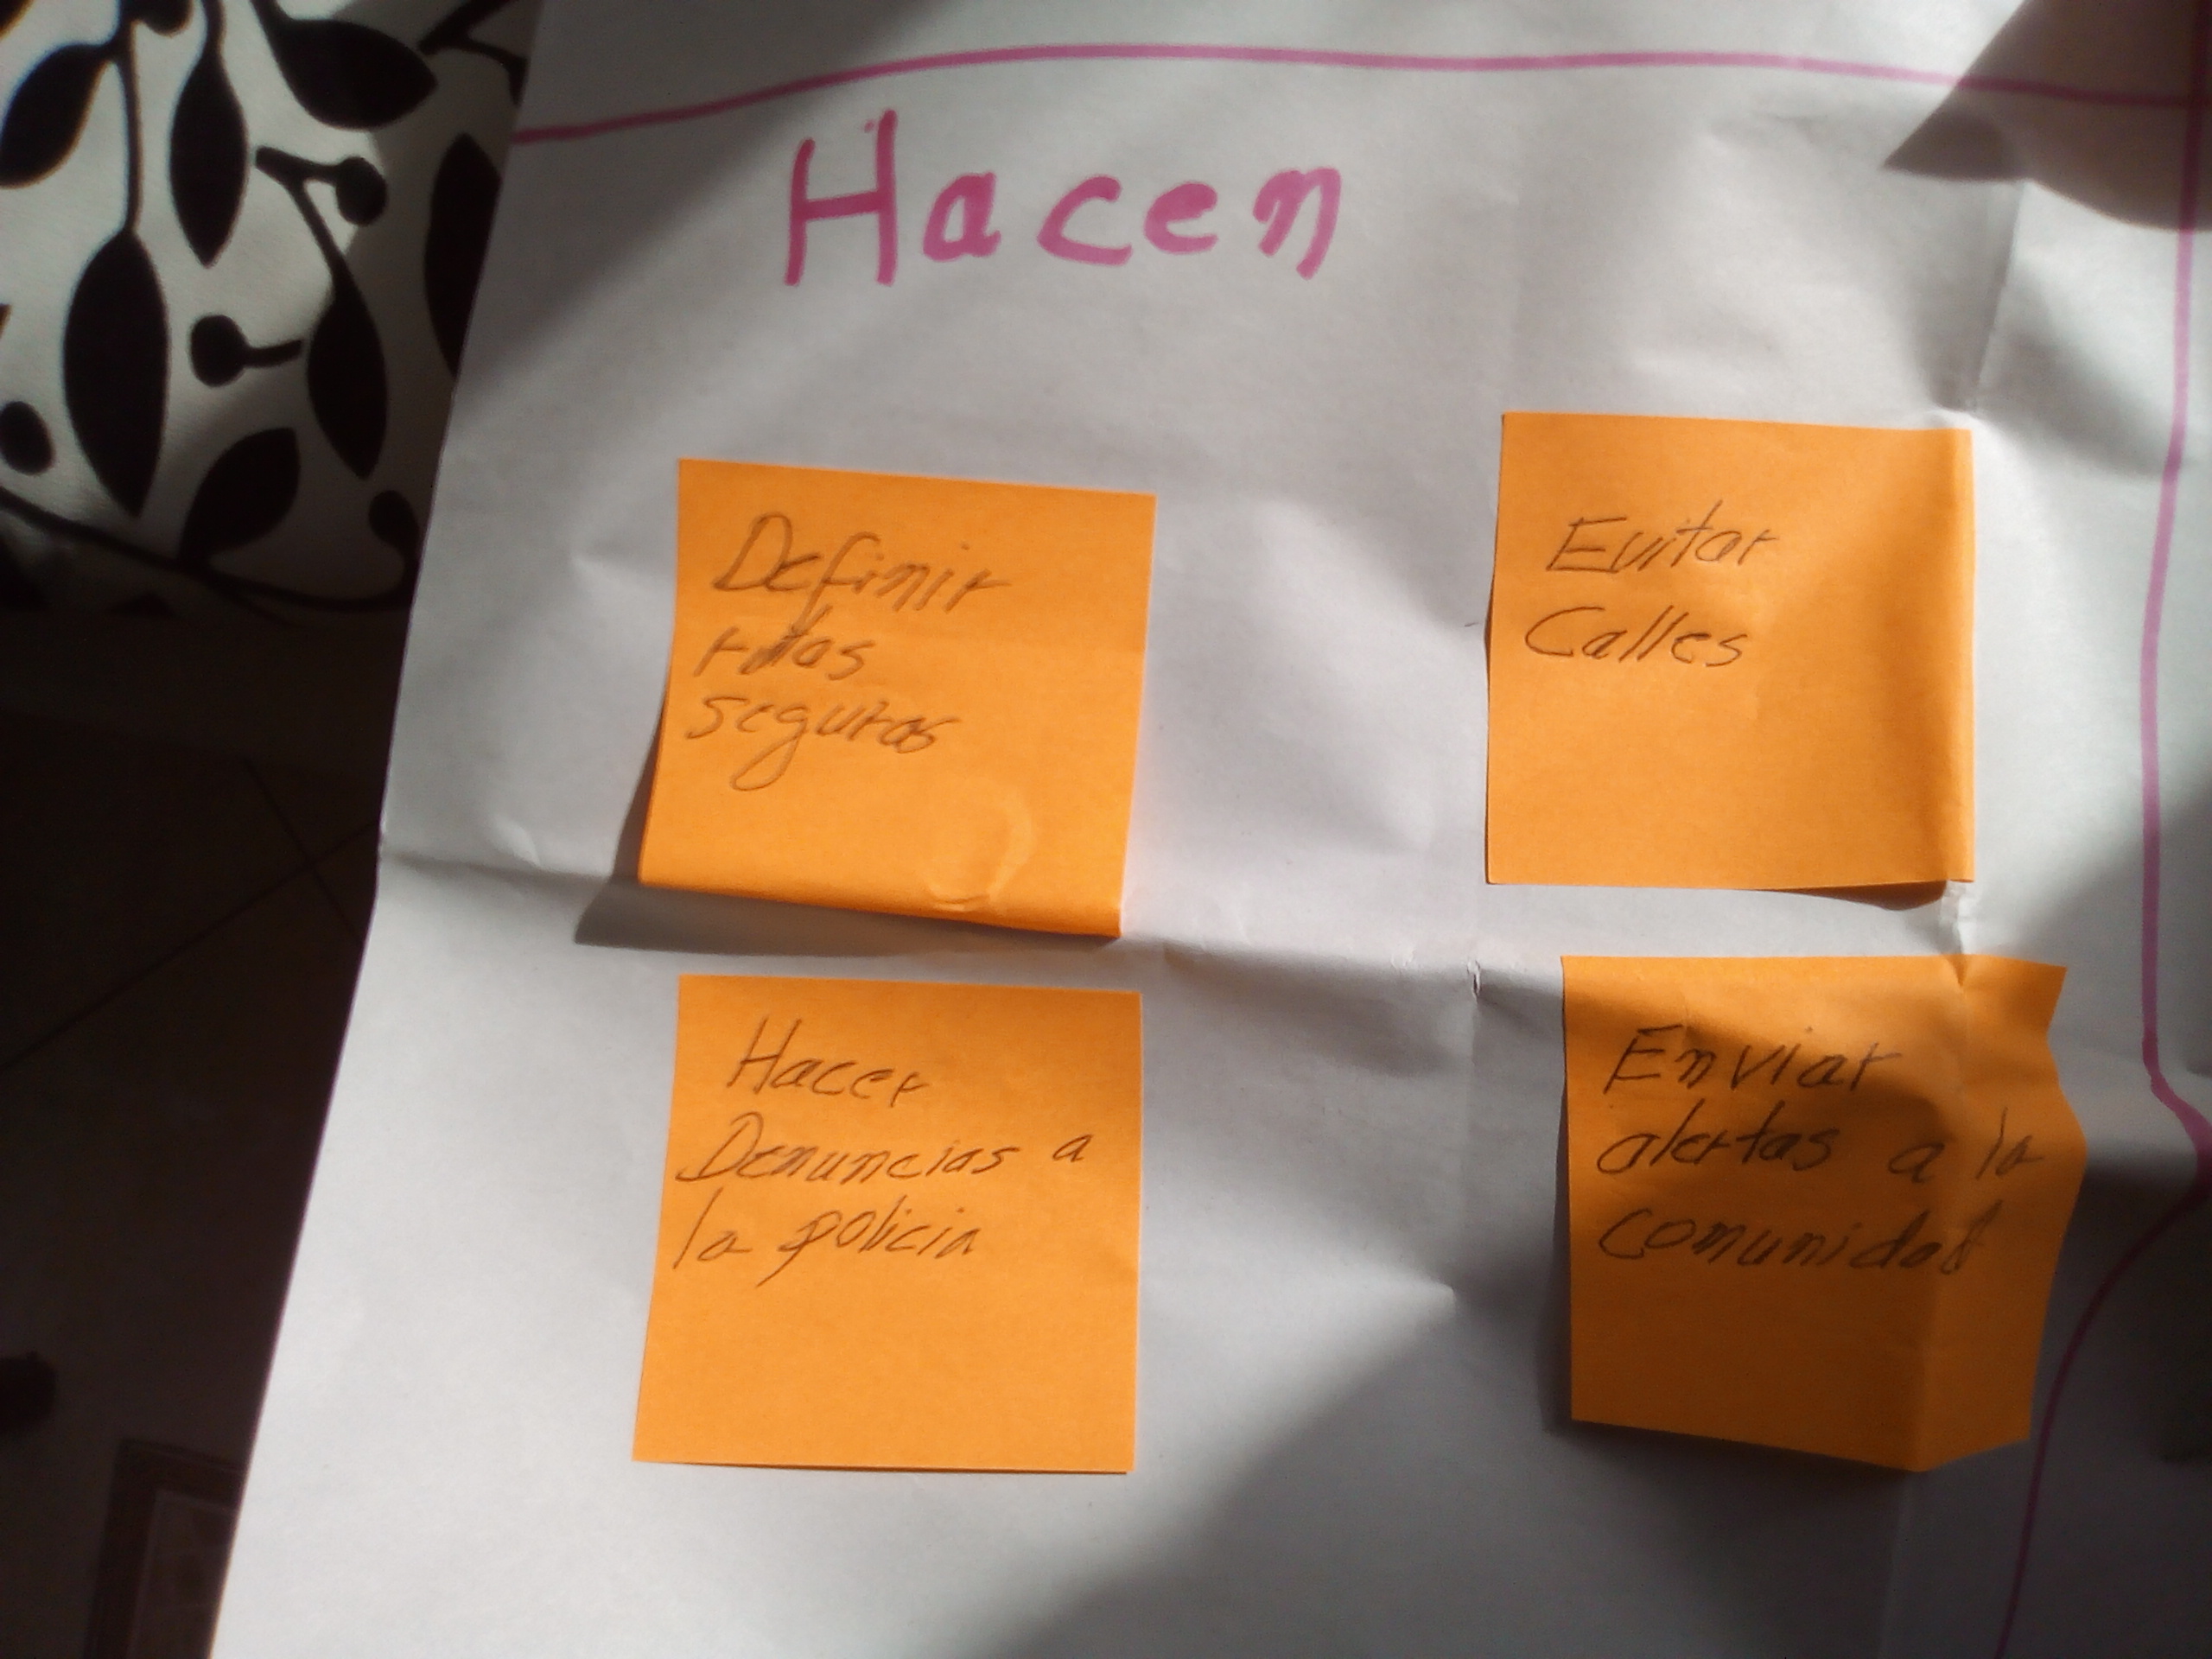 Hacen
Definir
rutas
seguras
Evitar
Calles
Hacer
Denuncias a
la policia
Enviar
alertas a la
comunidad